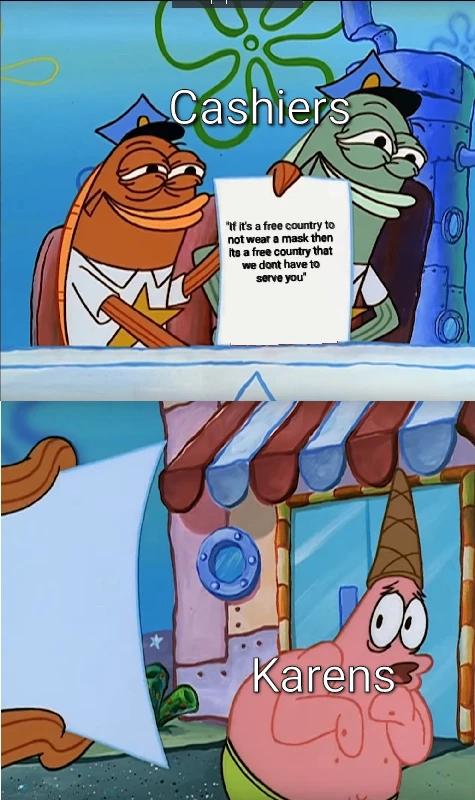 Cashiers
"If it's a free country to
not wear a mask then
its a free country that
we dont have to
serve you"
Karens